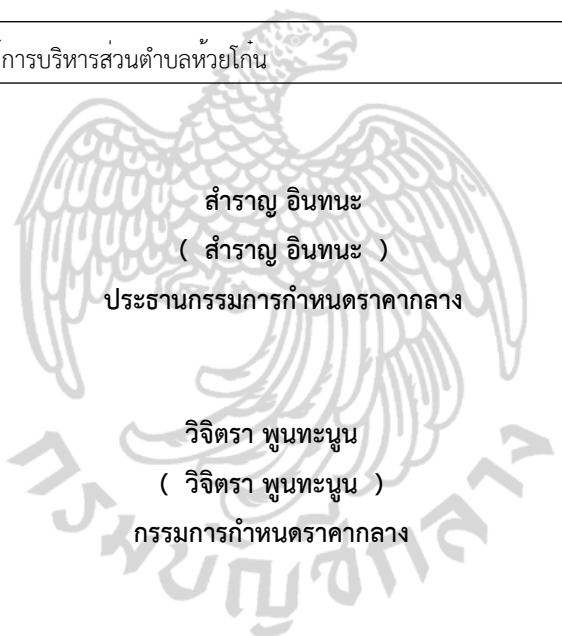 การบริหารส่วนตำบลห้วยโก๋น
สำราญ อินทนะ
( สำราญ อินทนะ )
ประธานกรรมการกำหนดราคากลาง
วิจิตรา พูนทะนูน
( วิจิตรา พูนทะนูน )
กรรมการกำหนดราคากลาง
กรมบัญชีกลาง